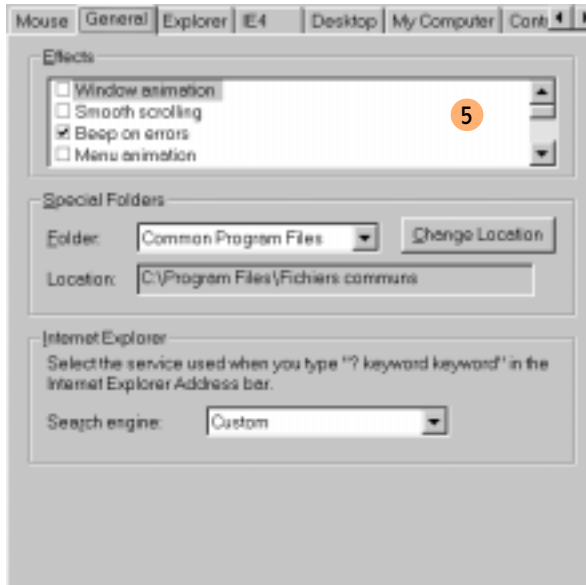 Mouse General Explorer IE4 Desktop My Computer Cont
Effects
Window animation
Smooth scrolling
5
Beep on errors
Menu animation
Special Folders
Folder: Common Program Files Change Location
Location: C:\Program Files\Fichiers communs
Internet Explorer
Select the service used when you type "? keyword keyword" in the
Internet Explorer Address bar.
Search engine: Custom